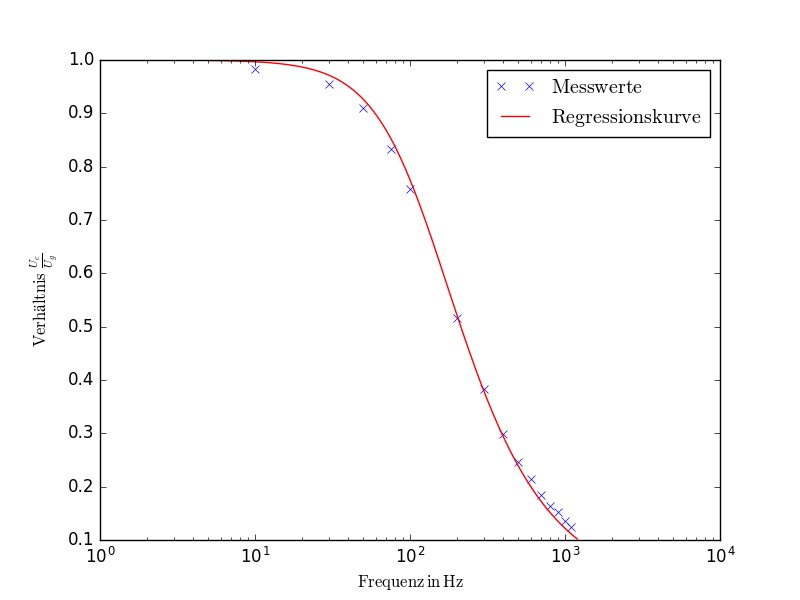 1.0
0.9
0.8
0.7
0.6
0.5
0.4
0.3
0.2
0.1
Verhältnis U_c/U_g
Messwerte
Regressionskurve
10^0 10^1 10^2 10^3 10^4
Frequenz in Hz